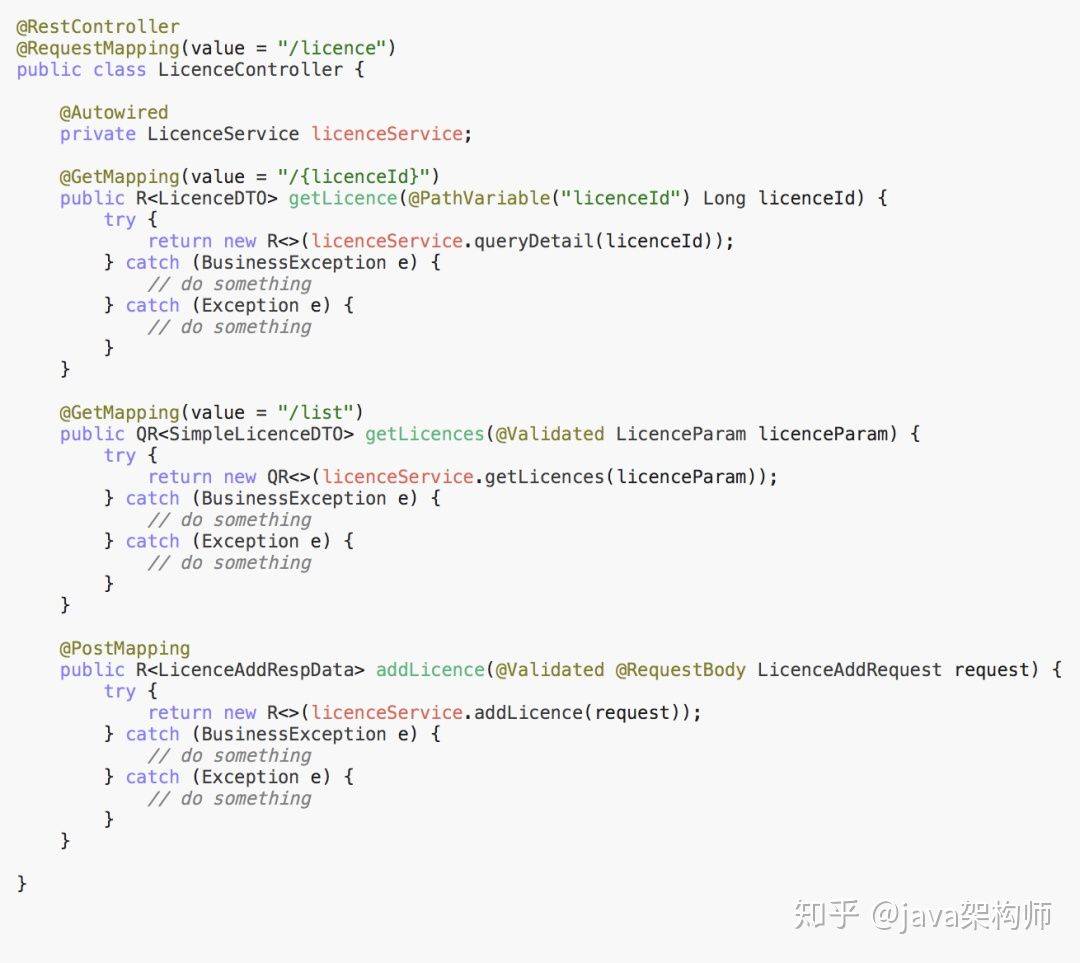 @RestController
@RequestMapping(value = "/licence")
public class LicenceController {

    @Autowired
    private LicenceService licenceService;

    @GetMapping(value = "/{licenceId}")
    public R<LicenceDTO> getLicence(@PathVariable("licenceId") Long licenceId) {
        try {
            return new R<>(licenceService.queryDetail(licenceId));
        } catch (BusinessException e) {
            // do something
        } catch (Exception e) {
            // do something
        }
    }

    @GetMapping(value = "/list")
    public QR<SimpleLicenceDTO> getLicences(@Validated LicenceParam licenceParam) {
        try {
            return new QR<>(licenceService.getLicences(licenceParam));
        } catch (BusinessException e) {
            // do something
        } catch (Exception e) {
            // do something
        }
    }

    @PostMapping
    public R<LicenceAddRespData> addLicence(@Validated @RequestBody LicenceAddRequest request) {
        try {
            return new R<>(licenceService.addLicence(request));
        } catch (BusinessException e) {
            // do something
        } catch (Exception e) {
            // do something
        }
    }

}
知乎 @java架构师